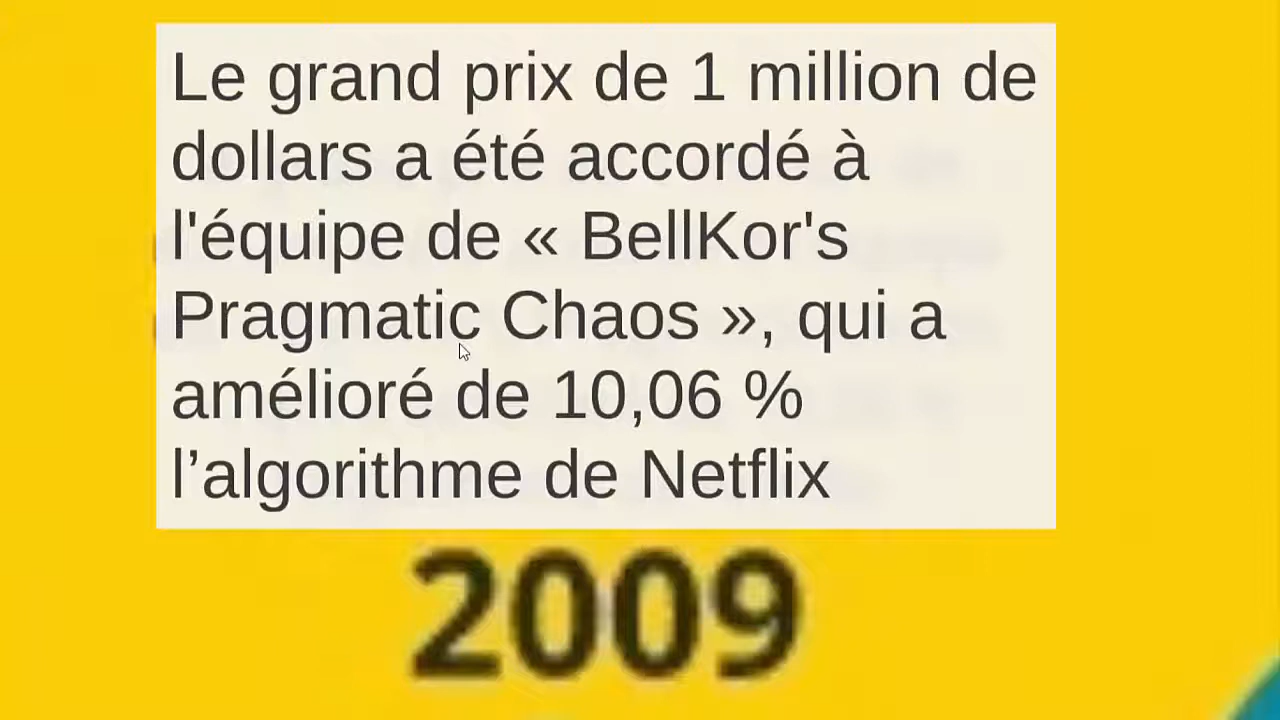 Le grand prix de 1 million de
dollars a été accordé à
l'équipe de « BellKor's
Pragmatic Chaos », qui a
amélioré de 10,06 %
l’algorithme de Netflix
2009